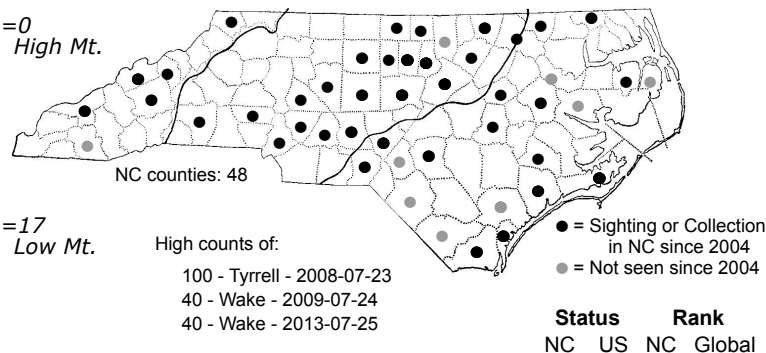 =0
High Mt.
NC counties: 48
=17
Low Mt.
High counts of:
100 - Tyrrell - 2008-07-23
40 - Wake - 2009-07-24
40 - Wake - 2013-07-25
= Sighting or Collection
in NC since 2004
= Not seen since 2004
Status Rank
NC US NC Global